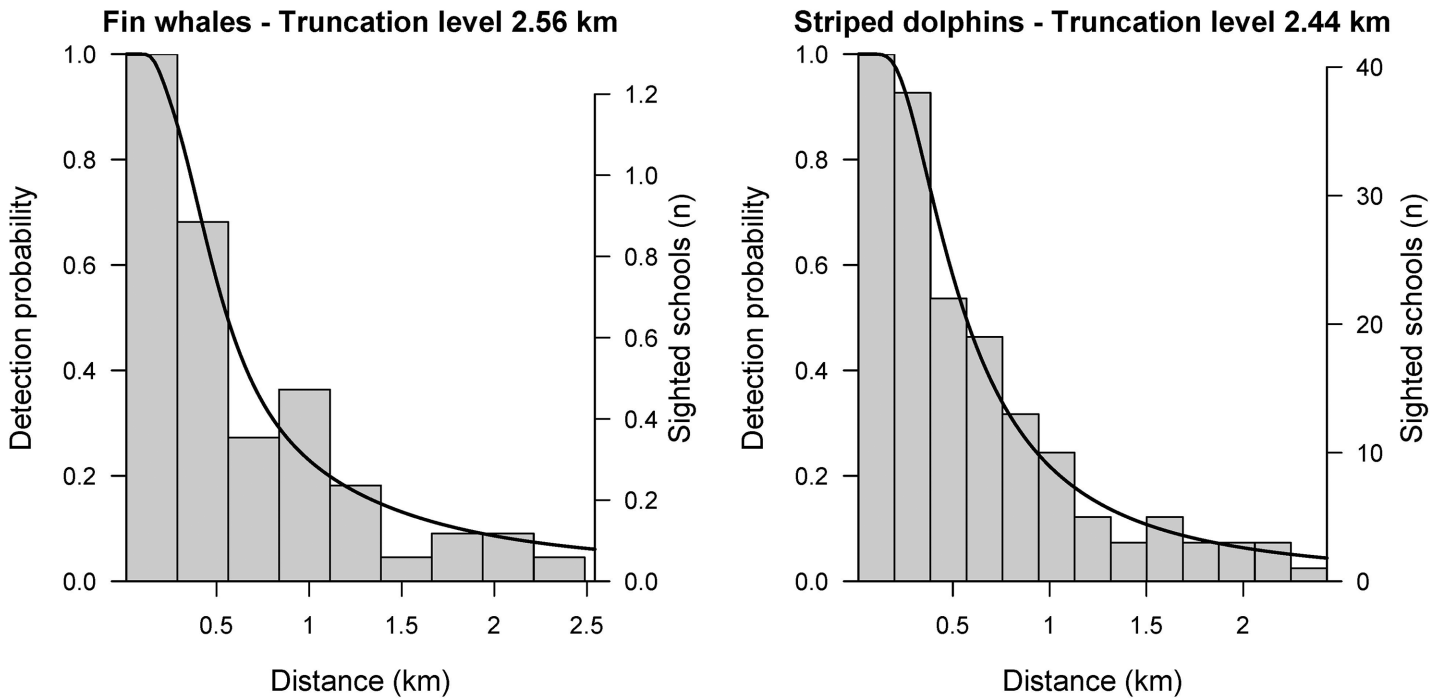 Fin whales - Truncation level 2.56 km
Detection probability
1.0
0.8
0.6
0.4
0.2
0.0
1.2
1.0
0.8
0.6
0.4
0.2
0.0
Sighted schools (n)
0.5 1 1.5 2 2.5
Distance (km)
Striped dolphins - Truncation level 2.44 km
Detection probability
1.0
0.8
0.6
0.4
0.2
0.0
40
30
20
10
0
Sighted schools (n)
0.5 1 1.5 2
Distance (km)